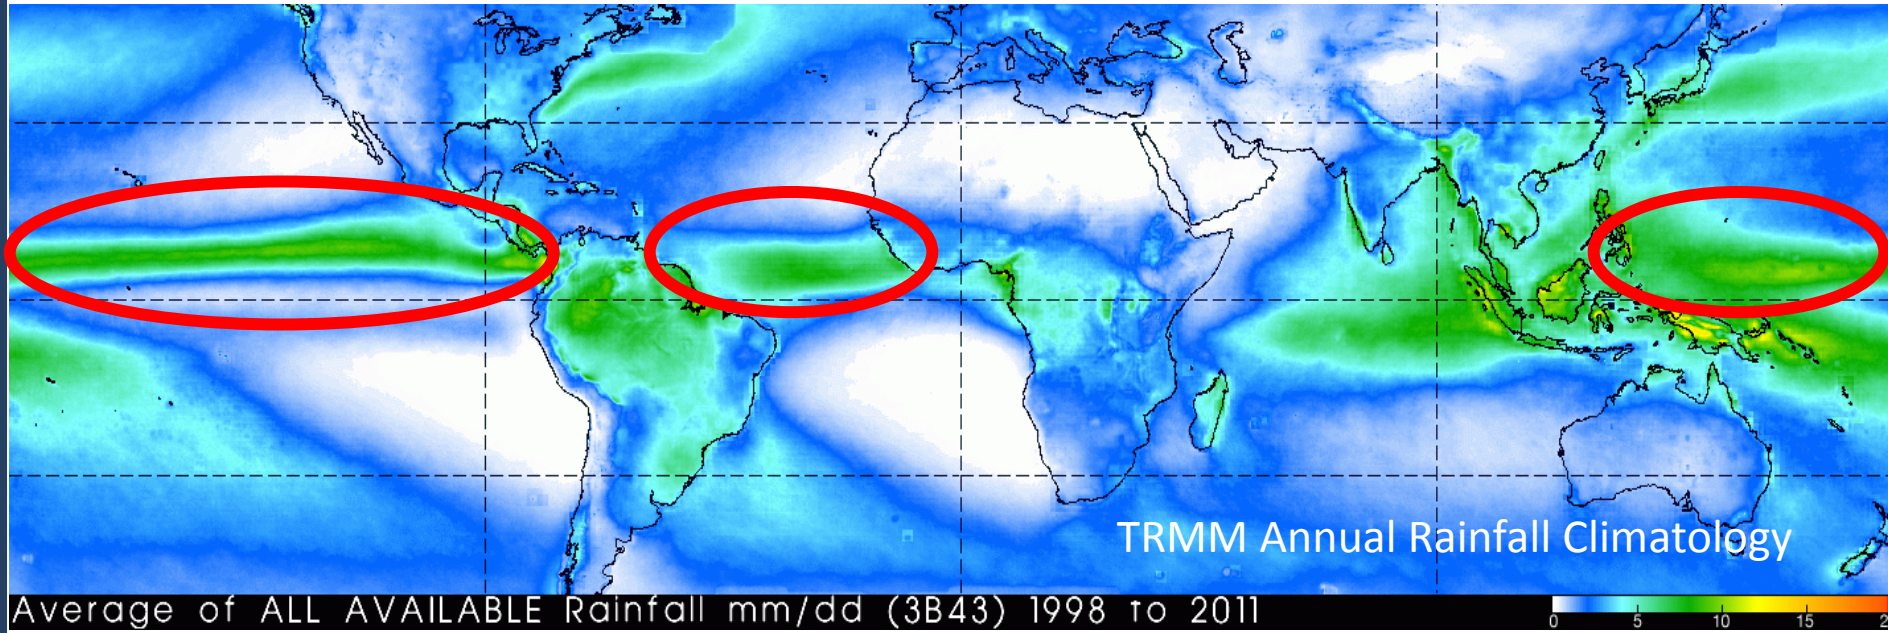 TRMM Annual Rainfall Climatology
Average of ALL AVAILABLE Rainfall mm/dd (3B43) 1998 to 2011
0 5 10 15 2